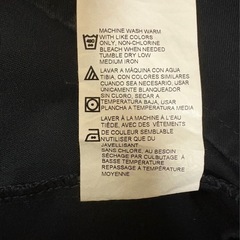 MACHINE WASH WARM
WITH LIKE COLORS
ONLY, NON-CHLORINE
BLEACH WHEN NEEDED
TUMBLE DRY LOW
MEDIUM IRON
LAVAR A MÁQUINA CON AGUA
TIBIA, CON COLORES SIMILARES
CUANDO SEA NECESARIO, USAR
ÚNICAMENTE BLANQUEADOR
SIN CLORO, SECAR A
TEMPERATURA BAJA, USAR
PLANCHA A TEMPERATURA MEDIA
LAVER À LA MACHINE À L'EAU
TIÈDE, AVEC DES VÊTEMENTS
DE COULEUR SEMBLABLE
N'UTILISER QUE DU
JAVELLISANT
SANS CHLORE, AU BESOIN
SÉCHAGE PAR CULBUTAGE À
BASSE TEMPÉRATURE
REPASSAGE À TEMPÉRATURE
MOYENNE